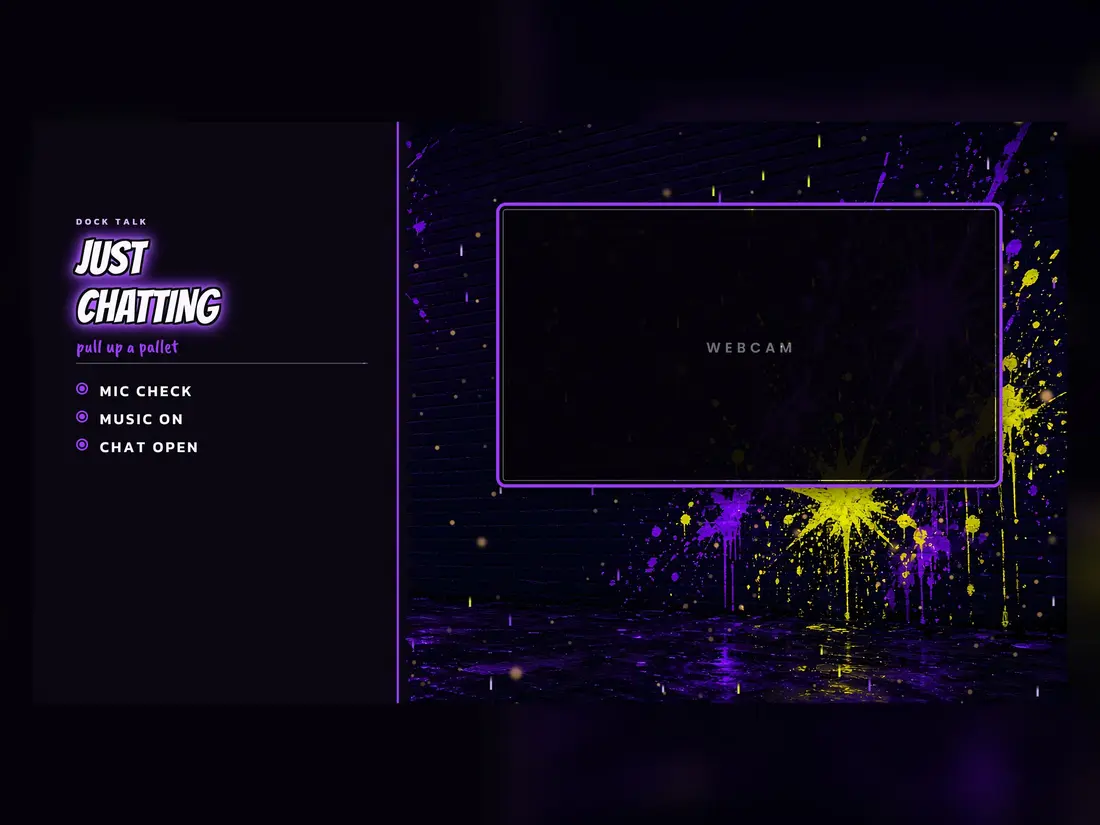 DOCK TALK
JUST
CHATTING
pull up a pallet
MIC CHECK
MUSIC ON
CHAT OPEN
WEBCAM